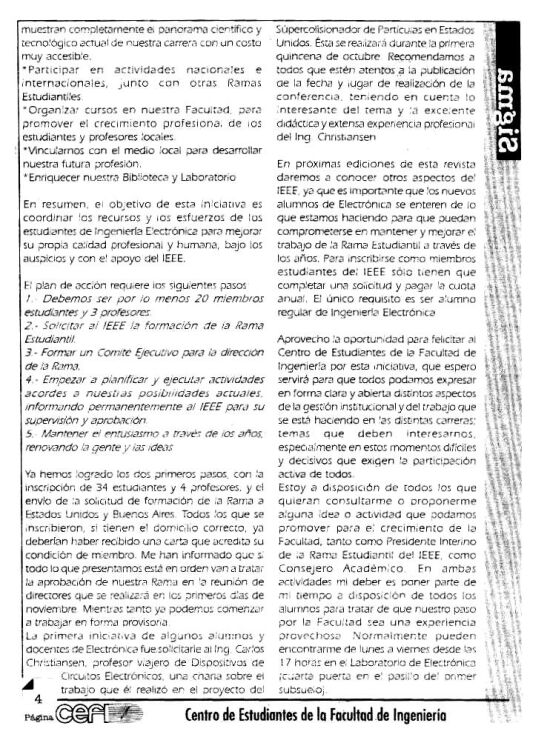 muestran completamente el panorama científico y
tecnológico actual de nuestra carrera con un costo
muy accesible.
*Participar en actividades nacionales e
internacionales, junto con otras Ramas
Estudiantiles.
*Organizar cursos en nuestra Facultad, para
promover el crecimiento profesional de los
estudiantes y profesores locales.
*Vincularnos con el medio local para desarrollar
nuestra futura profesión.
*Enriquecer nuestra Biblioteca y Laboratorio
En resumen, el objetivo de esta iniciativa es
coordinar los recursos y los esfuerzos de los
estudiantes de Ingeniería Electrónica para mejorar
su propia calidad profesional y humana, bajo los
auspicios y con el apoyo del IEEE.
El plan de acción requiere los siguientes pasos
1.- Debemos ser por lo menos 20 miembros
estudiantes y 3 profesores.
2.- Solicitar al IEEE la formación de la Rama
Estudiantil.
3.- Formar un Comité Ejecutivo para la dirección
de la Rama.
4.- Empezar a planificar y ejecutar actividades
acordes a nuestras posibilidades actuales,
informando permanentemente al IEEE para su
supervisión y aprobación.
5.- Mantener el entusiasmo a través de los años,
renovando la gente y las ideas
Ya hemos logrado los dos primeros pasos, con la
inscripción de 34 estudiantes y 4 profesores, y el
envío de la solicitud de formación de la Rama a
Estados Unidos y Buenos Aires. Todos los que se
inscribieron, si tienen el domicilio correcto, ya
deberían haber recibido una carta que acredita su
condición de miembro. Me han informado que si
todo lo que presentamos está en orden van a tratar
la aprobación de nuestra Rama en la reunión de
directores que se realizará en los primeros días de
noviembre. Mientras tanto ya podemos comenzar
a trabajar en forma provisoria.
La primera iniciativa de algunos alumnos y
docentes de Electrónica fue solicitarle al Ing. Carlos
Christiansen, profesor viajero de Dispositivos de
Circuitos Electrónicos, una charla sobre el
trabajo que él realizó en el proyecto del
Súpercolisionador de Partículas en Estados
Unidos. Ésta se realizará durante la primera
quincena de octubre. Recomendamos a
todos que estén atentos a la publicación
de la fecha y lugar de realización de la
conferencia, teniendo en cuenta lo
interesante del tema y la excelente
didáctica y extensa experiencia profesional
del Ing. Christiansen
En próximas ediciones de esta revista
daremos a conocer otros aspectos del
IEEE, ya que es importante que los nuevos
alumnos de Electrónica se enteren de lo
que estamos haciendo para que puedan
comprometerse en mantener y mejorar el
trabajo de la Rama Estudiantil a través de
los años. Para inscribirse como miembros
estudiantes del IEEE sólo tienen que
completar una solicitud y pagar la cuota
anual. El único requisito es ser alumno
regular de Ingeniería Electrónica
Aprovecho la oportunidad para felicitar al
Centro de Estudiantes de la Facultad de
Ingeniería por esta iniciativa, que espero
servirá para que todos podamos expresar
en forma clara y abierta distintos aspectos
de la gestión institucional y del trabajo que
se está haciendo en las distintas carreras;
temas que deben interesarnos,
especialmente en estos momentos difíciles
y decisivos que exigen la participación
activa de todos.
Estoy a disposición de todos los que
quieran consultarme o proponerme
alguna idea o actividad que podamos
promover para el crecimiento de la
Facultad, tanto como Presidente Interino
de la Rama Estudiantil del IEEE, como
Consejero Académico. En ambas
actividades mi deber es poner parte de
mi tiempo a disposición de todos los
alumnos para tratar de que nuestro paso
por la Facultad sea una experiencia
provechosa. Normalmente pueden
encontrarme de lunes a viernes desde las
17 horas en el Laboratorio de Electrónica
(cuarta puerta en el pasillo del primer
subsuelo).
Sigma
4
Página CEFI Centro de Estudiantes de la Facultad de Ingeniería